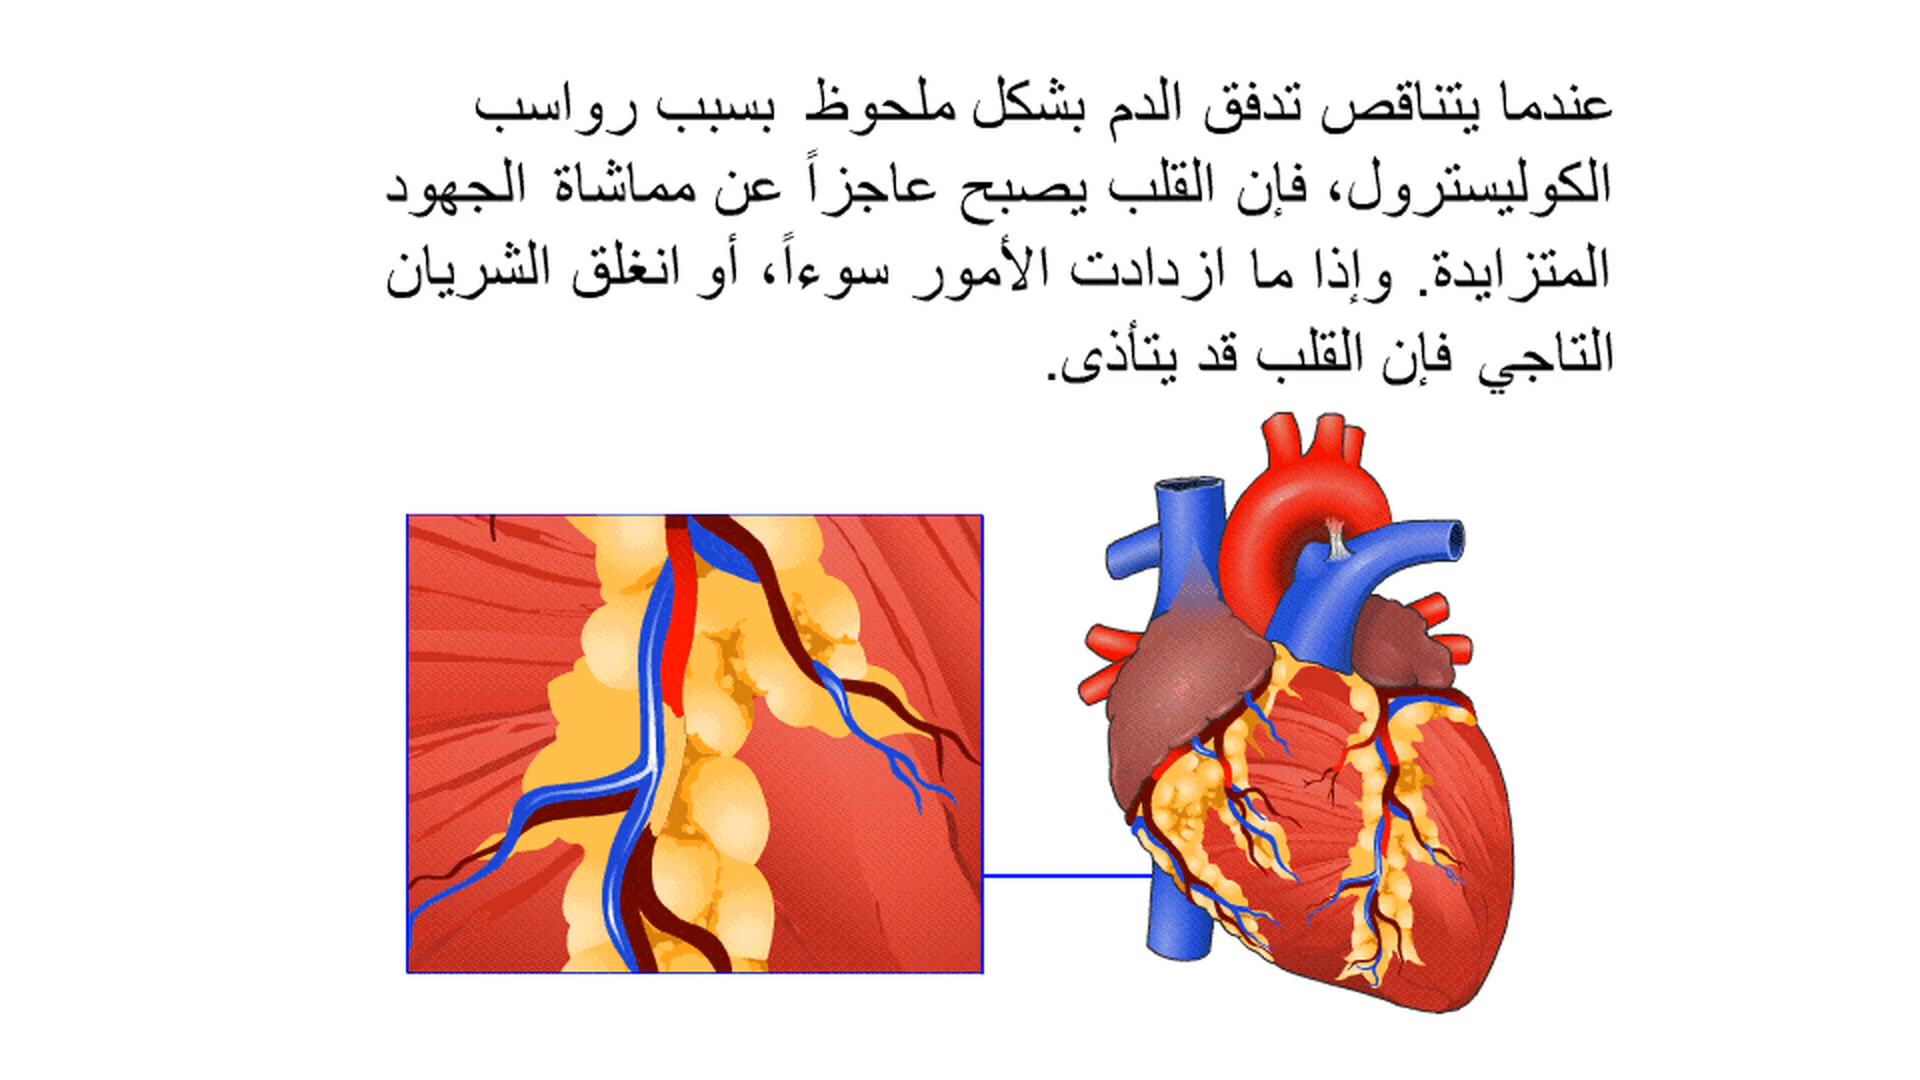 عندما يتناقص تدفق الدم بشكل ملحوظ بسبب رواسب
الكوليسترول، فإن القلب يصبح عاجزاً عن مماشاة الجهود
المتزايدة. وإذا ما ازدادت الأمور سوءاً، أو انغلق الشريان
التاجي فإن القلب قد يتأذى.